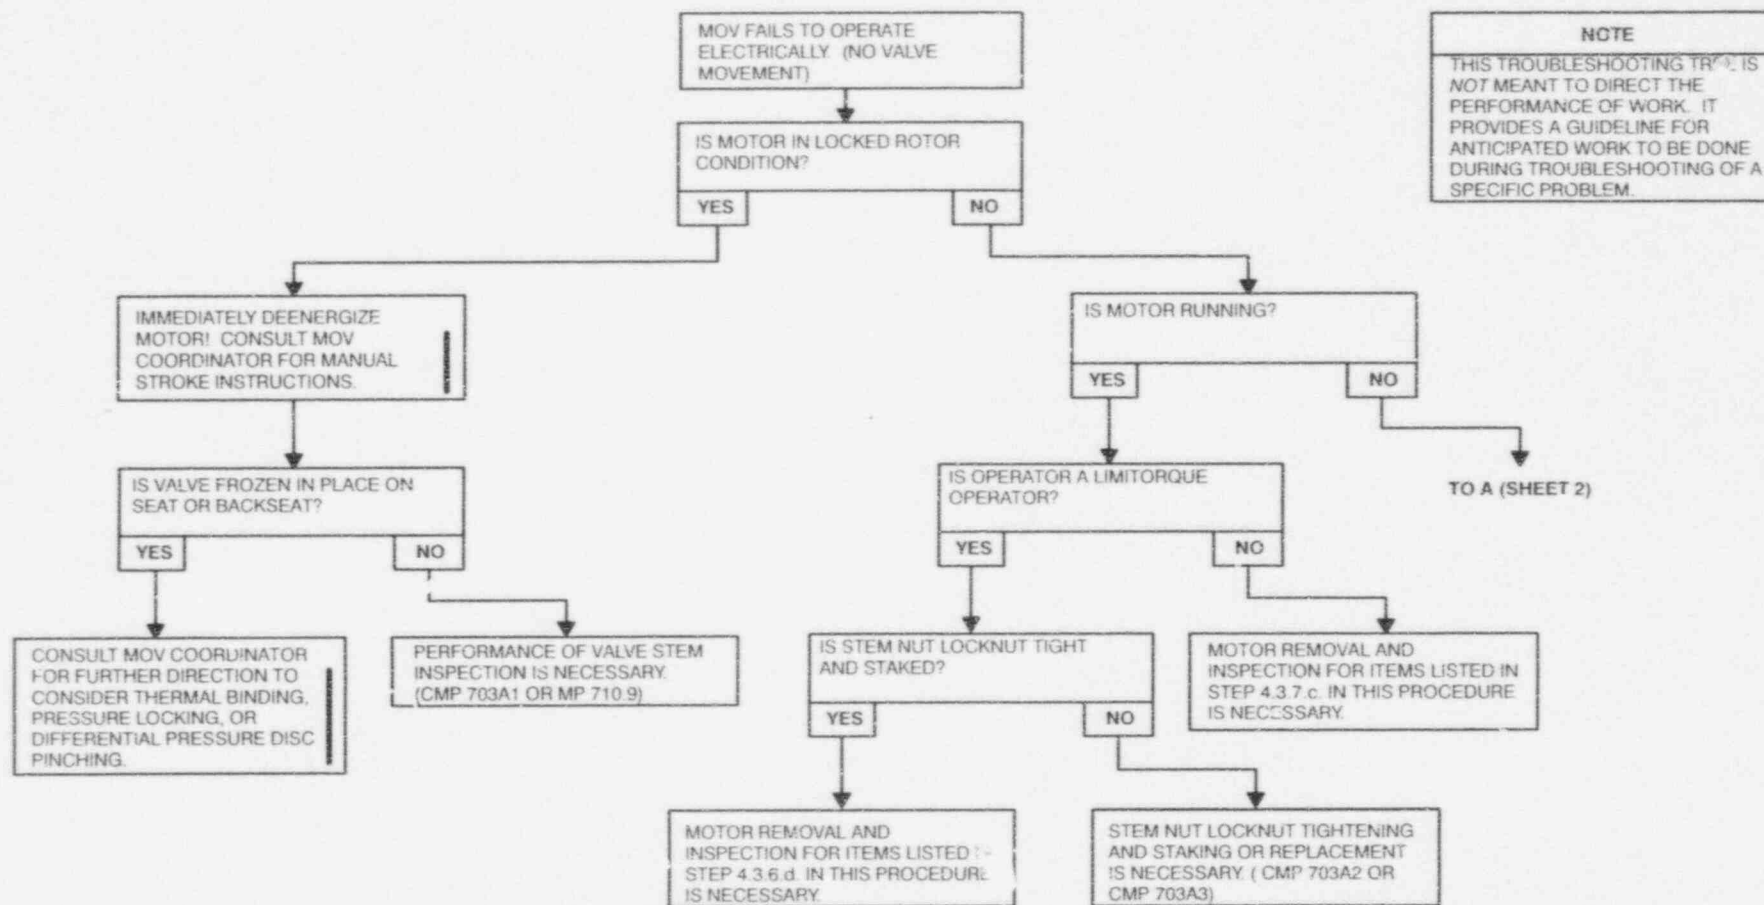 MOV FAILS TO OPERATE
ELECTRICALLY. (NO VALVE
MOVEMENT)
NOTE
THIS TROUBLESHOOTING IS
NOT MEANT TO DIRECT THE
PERFORMANCE OF WORK. IT
PROVIDES A GUIDELINE FOR
ANTICIPATED WORK TO BE DONE
DURING TROUBLESHOOTING OF A
SPECIFIC PROBLEM.
IS MOTOR IN LOCKED ROTOR
CONDITION?
YES
NO
IMMEDIATELY DEENERGIZE
MOTOR! CONSULT MOV
COORDINATOR FOR MANUAL
STROKE INSTRUCTIONS.
IS MOTOR RUNNING?
YES
NO
IS VALVE FROZEN IN PLACE ON
SEAT OR BACKSEAT?
YES
NO
IS OPERATOR A LIMITORQUE
OPERATOR?
YES
NO
TO A (SHEET 2)
CONSULT MOV COORDINATOR
FOR FURTHER DIRECTION TO
CONSIDER THERMAL BINDING,
PRESSURE LOCKING, OR
DIFFERENTIAL PRESSURE DISC
PINCHING.
PERFORMANCE OF VALVE STEM
INSPECTION IS NECESSARY.
(CMP 703A1 OR MP 710.9)
IS STEM NUT LOCKNUT TIGHT
AND STAKED?
YES
NO
MOTOR REMOVAL AND
INSPECTION FOR ITEMS LISTED IN
STEP 4.3.7.c. IN THIS PROCEDURE
IS NECESSARY.
MOTOR REMOVAL AND
INSPECTION FOR ITEMS LISTED
STEP 4.3.6.d. IN THIS PROCEDURE
IS NECESSARY.
STEM NUT LOCKNUT TIGHTENING
AND STAKING OR REPLACEMENT
IS NECESSARY. ( CMP 703A2 OR
CMP 703A3)